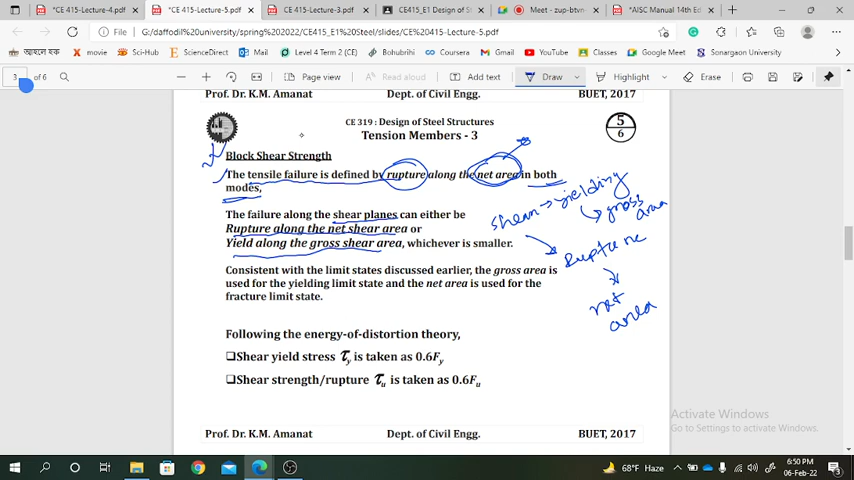 *CE 415-Lecture-4.pdf
*CE 415-Lecture-5.pdf
CE 415-Lecture-3.pdf
CE415_E1 Design of S
Meet - zup-btvn-
*AISC Manual 14th Ed
File
G:/daffodil university/spring 2022/CE415_E1Steel/slides/CE%20415-Lecture-5.pdf
movie
Sci-Hub
ScienceDirect
Mail
Level 4 Term 2 (CE)
Bohubrihi
Coursera
Gmail
YouTube
Classes
Google Meet
Sonargaon University
3
of 6
Page view
Read aloud
Add text
Draw
Highlight
Erase
Prof. Dr. K.M. Amanat
Dept. of Civil Engg.
BUET, 2017
CE 319 : Design of Steel Structures
Tension Members - 3
5
6
Block Shear Strength
The tensile failure is defined by rupture along the net area in both
modes,
The failure along the shear planes can either be
Rupture along the net shear area or
Yield along the gross shear area, whichever is smaller.
shear → yielding
gross
area
Rupture
net
area
Consistent with the limit states discussed earlier, the gross area is
used for the yielding limit state and the net area is used for the
fracture limit state.
Following the energy-of-distortion theory,
❑Shear yield stress τy is taken as 0.6Fy
❑Shear strength/rupture τu is taken as 0.6Fu
Prof. Dr. K.M. Amanat
Dept. of Civil Engg.
BUET, 2017
Activate Windows
Go to Settings to activate Windows.
68°F Haze
6:50 PM
06-Feb-22
3